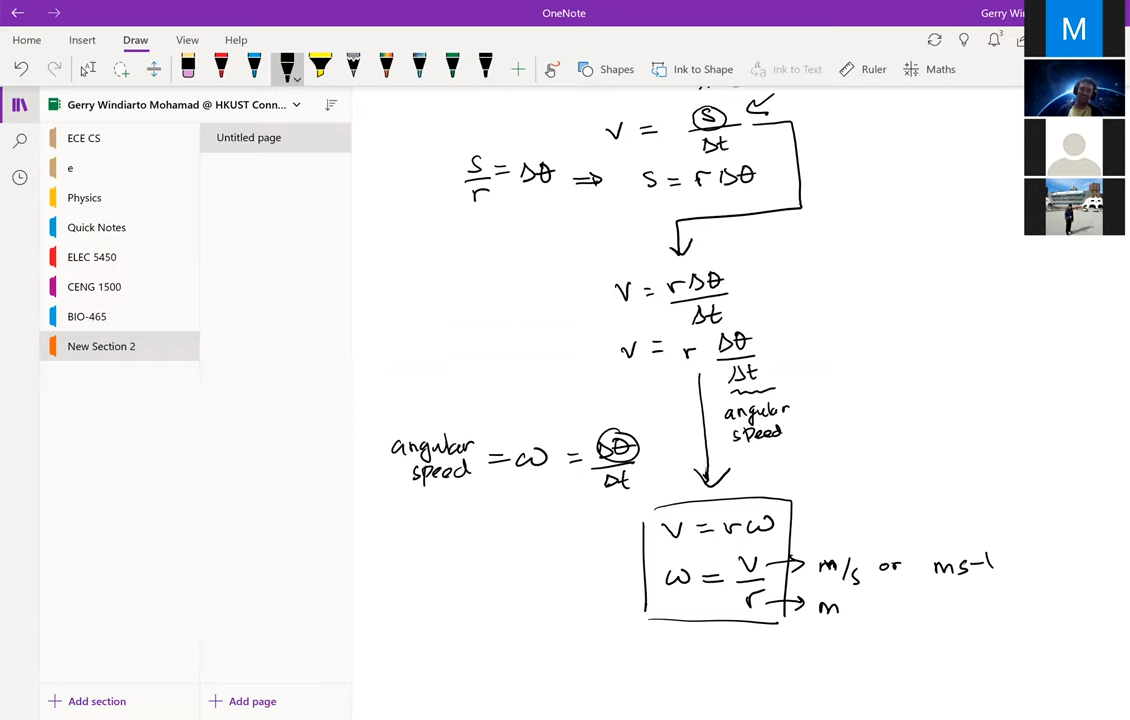 OneNote
Gerry Win
M
Home Insert Draw View Help
3
Shapes Ink to Shape Ink to Text Ruler Maths
Gerry Windiarto Mohamad @ HKUST Conn...
ECE CS
e
Physics
Quick Notes
ELEC 5450
CENG 1500
BIO-465
New Section 2
Untitled page
Add section
Add page
v = s/Δt
s/r = Δθ ⇒ s = rΔθ
v = rΔθ/Δt
v = r Δθ/Δt
angular speed
angular speed = ω = Δθ/Δt
v = rω
ω = v/r
→ m/s or ms-1
→ m